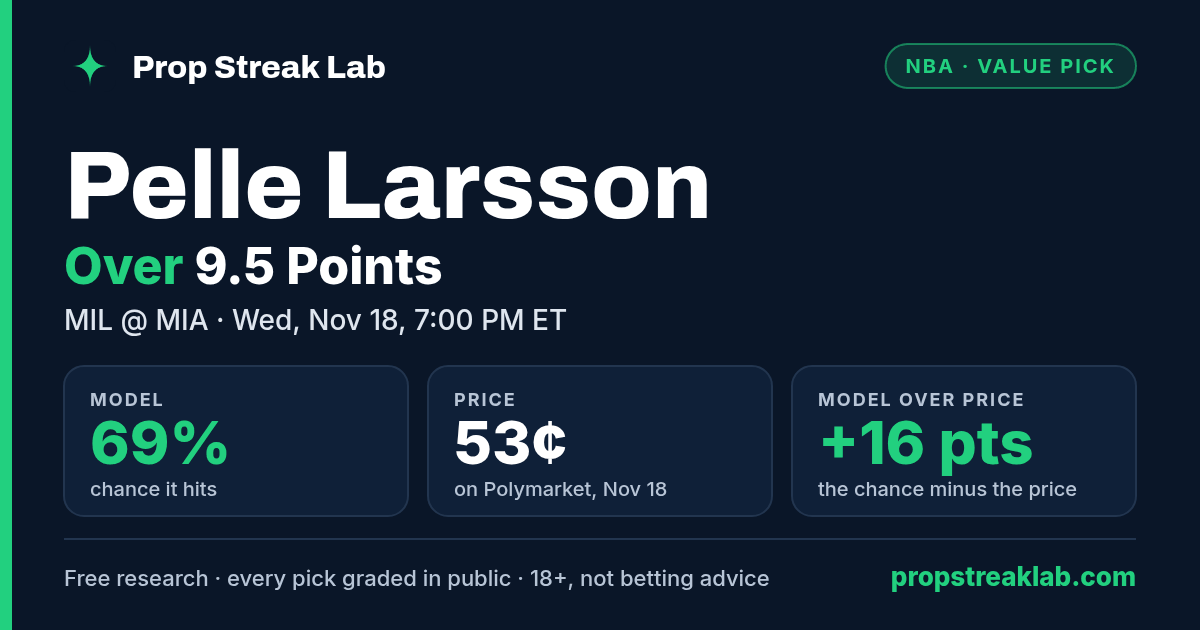 Prop Streak Lab
NBA · VALUE PICK
Pelle Larsson
Over 9.5 Points
MIL @ MIA · Wed, Nov 18, 7:00 PM ET
MODEL
69%
chance it hits
PRICE
53¢
on Polymarket, Nov 18
MODEL OVER PRICE
+16 pts
the chance minus the price
Free research · every pick graded in public · 18+, not betting advice
propstreaklab.com